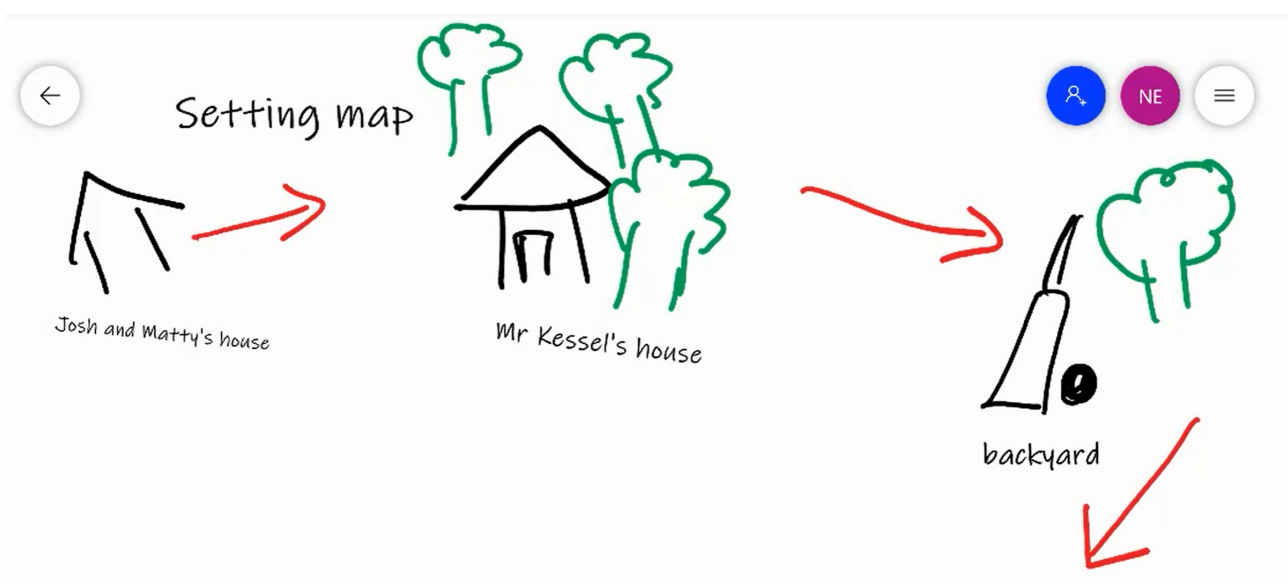 Setting map
NE
Josh and Matty's house
Mr Kessel's house
backyard